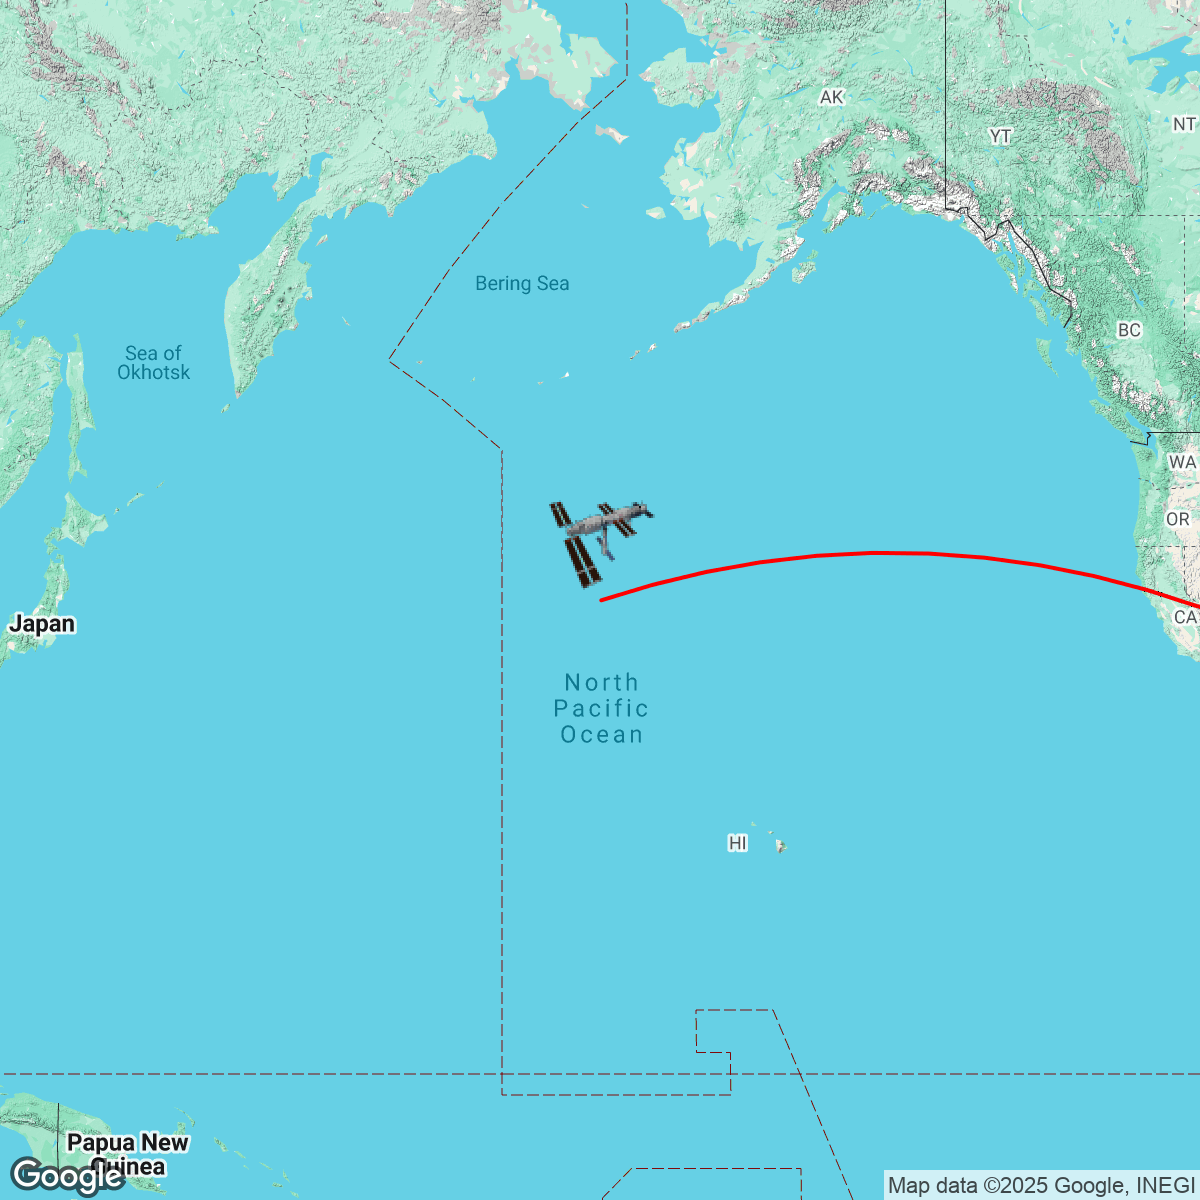 AK
NT
YT
Bering Sea
BC
Sea of
Okhotsk
WA
OR
Japan
CA
North
Pacific
Ocean
HI
Papua New
Guinea
Google
Map data ©2025 Google, INEGI